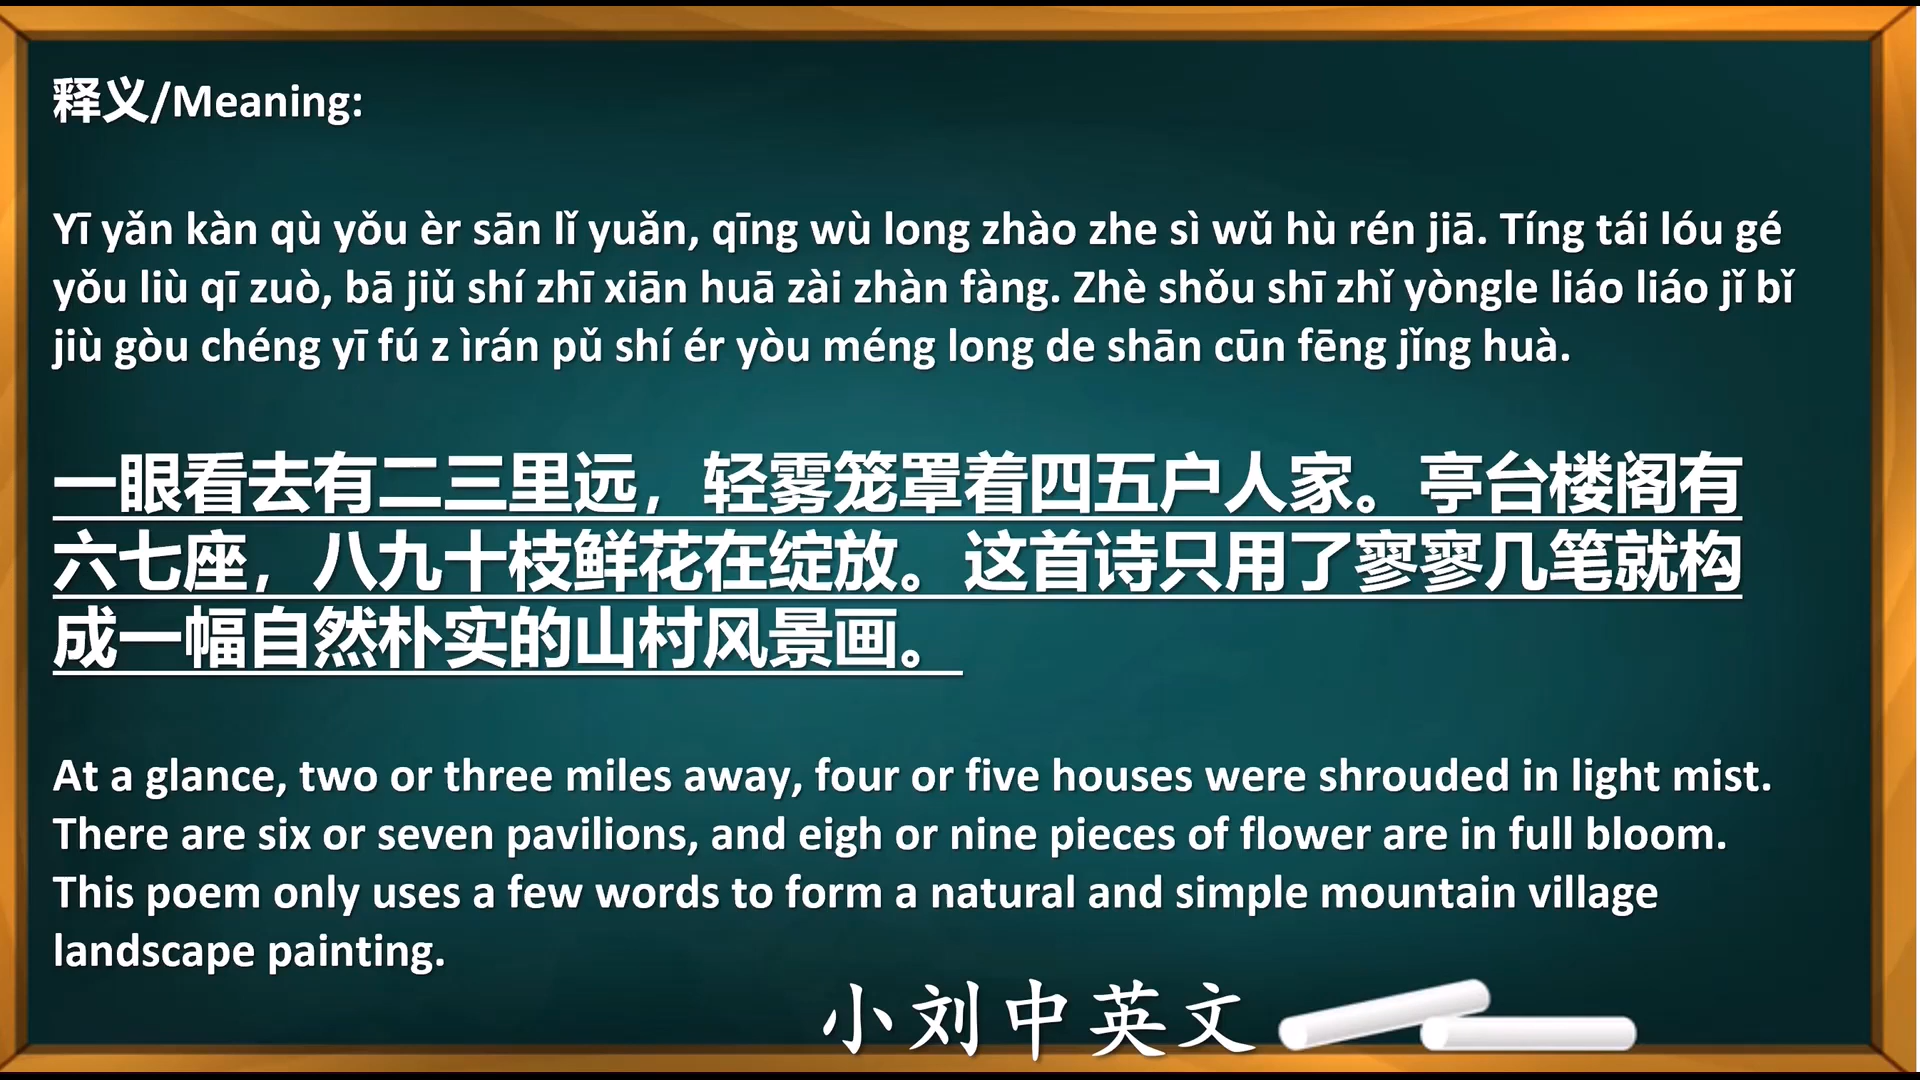 释义/Meaning:
Yī yǎn kàn qù yǒu èr sān lǐ yuǎn, qīng wù long zhào zhe sì wǔ hù rén jiā. Tíng tái lóu gé
yǒu liù qī zuò, bā jiǔ shí zhī xiān huā zài zhàn fàng. Zhè shǒu shī zhǐ yòngle liáo liáo jǐ bǐ
jiù gòu chéng yī fú z ìrán pǔ shí ér yòu méng long de shān cūn fēng jǐng huà.
一眼看去有二三里远，轻雾笼罩着四五户人家。亭台楼阁有
六七座，八九十枝鲜花在绽放。这首诗只用了寥寥几笔就构
成一幅自然朴实的山村风景画。
At a glance, two or three miles away, four or five houses were shrouded in light mist.
There are six or seven pavilions, and eigh or nine pieces of flower are in full bloom.
This poem only uses a few words to form a natural and simple mountain village
landscape painting.
小刘中英文